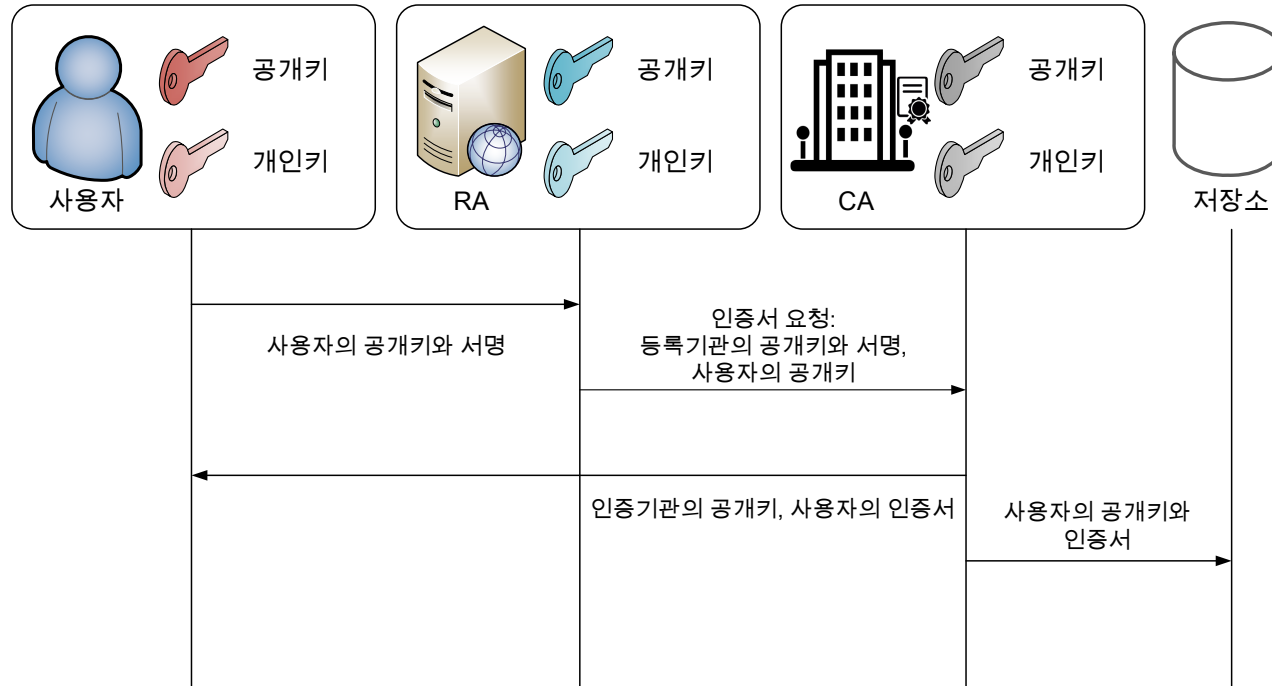 공개키
개인키
사용자
공개키
개인키
RA
공개키
개인키
CA
저장소
사용자의 공개키와 서명
인증서 요청:
등록기관의 공개키와 서명,
사용자의 공개키
인증기관의 공개키, 사용자의 인증서
사용자의 공개키와
인증서